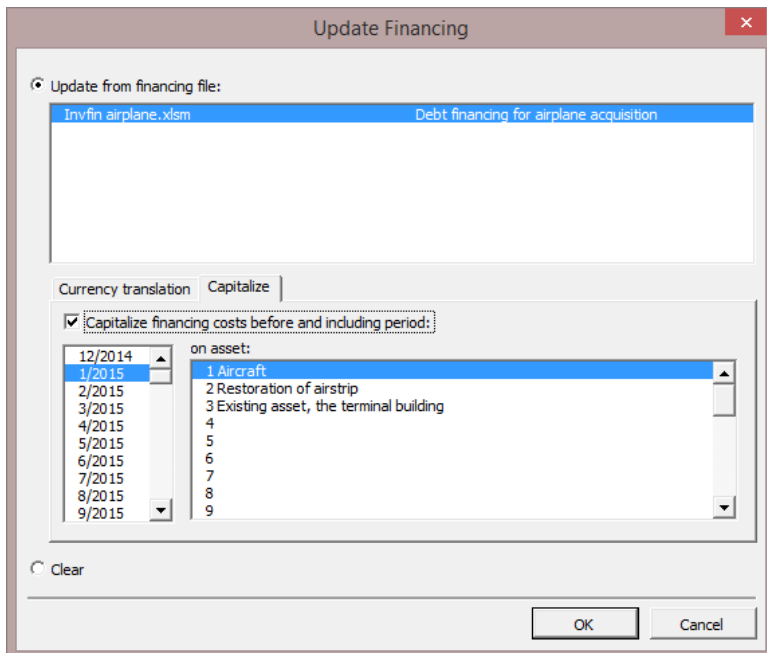 Update Financing
Update from financing file:
Invfin airplane.xlsm Debt financing for airplane acquisition
Currency translation Capitalize
Capitalize financing costs before and including period:
on asset:
12/2014
1/2015
2/2015
3/2015
4/2015
5/2015
6/2015
7/2015
8/2015
9/2015
1 Aircraft
2 Restoration of airstrip
3 Existing asset, the terminal building
4
5
6
7
8
9
Clear
OK Cancel